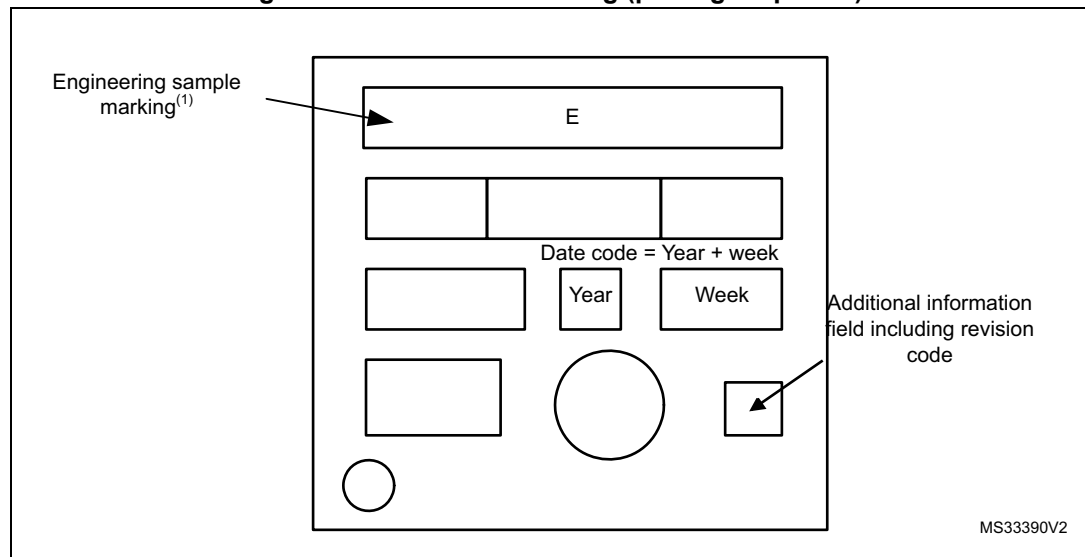 Engineering sample
marking(1)
E
Date code = Year + week
Year
Week
Additional information
field including revision
code
MS33390V2